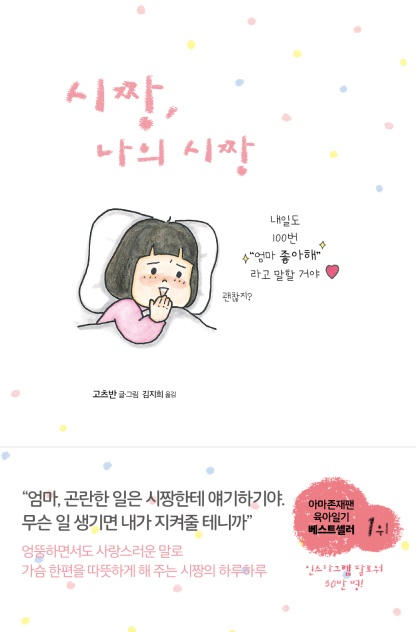 시짱,
나의 시짱
내일도
100번
"엄마 좋아해"
라고 말할 거야
괜찮지?
고츠반 글·그림 김지희 옮김
“엄마, 곤란한 일은 시짱한테 얘기하기야.
무슨 일 생기면 내가 지켜줄 테니까”
엉뚱하면서도 사랑스러운 말로
가슴 한편을 따뜻하게 해 주는 시짱의 하루하루
아마존재팬
육아일기
베스트셀러
1위
인스타그램 팔로워
30만 명!